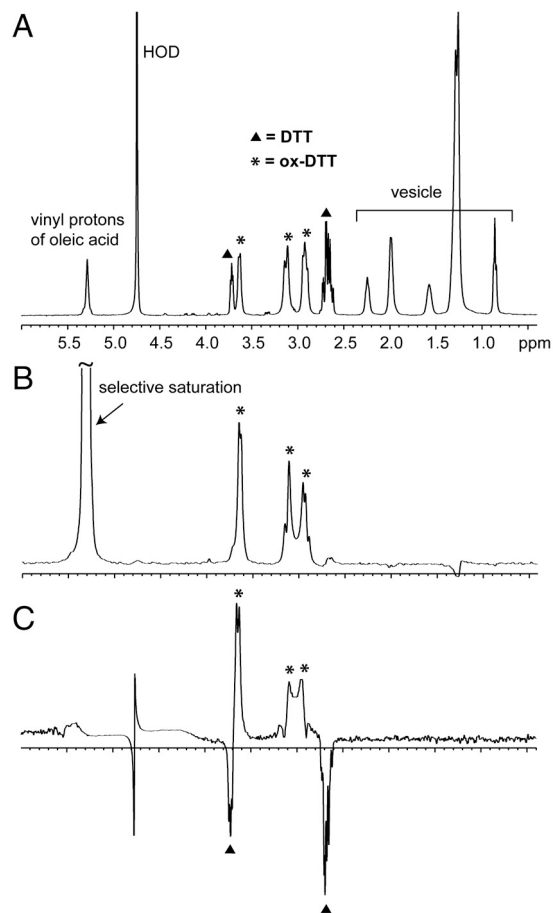 A
HOD
▲ = DTT
* = ox-DTT
vesicle
vinyl protons
of oleic acid
▲ * * * ▲
5.5 5.0 4.5 4.0 3.5 3.0 2.5 2.0 1.5 1.0 ppm
B
~
selective saturation
* * *
C
* * *
▲
▲